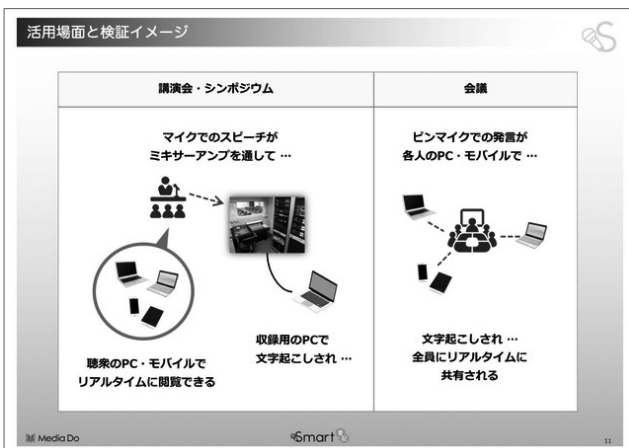 活用場面と検証イメージ
講演会・シンポジウム
会議
マイクでのスピーチが
ミキサーアンプを通して …
ピンマイクでの発言が
各人のPC・モバイルで …
聴衆のPC・モバイルで
リアルタイムに閲覧できる
収録用のPCで
文字起こしされ …
文字起こしされ …
全員にリアルタイムに
共有される
Media Do
Smart
11